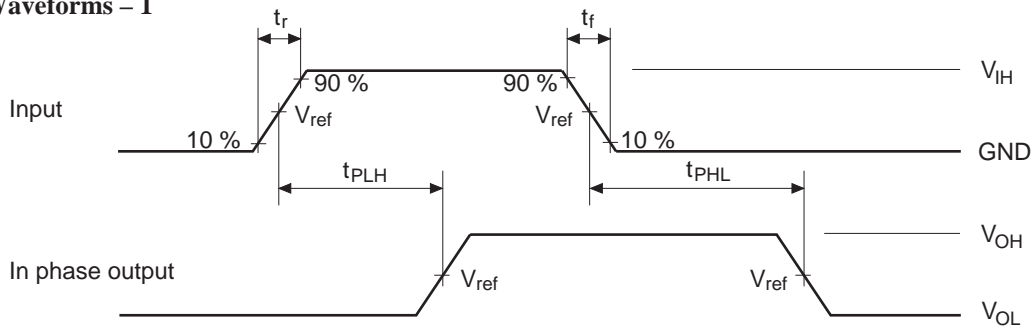 Waveforms – 1
tr
tf
90 %
90 %
VIH
Input
Vref
Vref
10 %
10 %
GND
tPLH
tPHL
VOH
In phase output
Vref
Vref
VOL